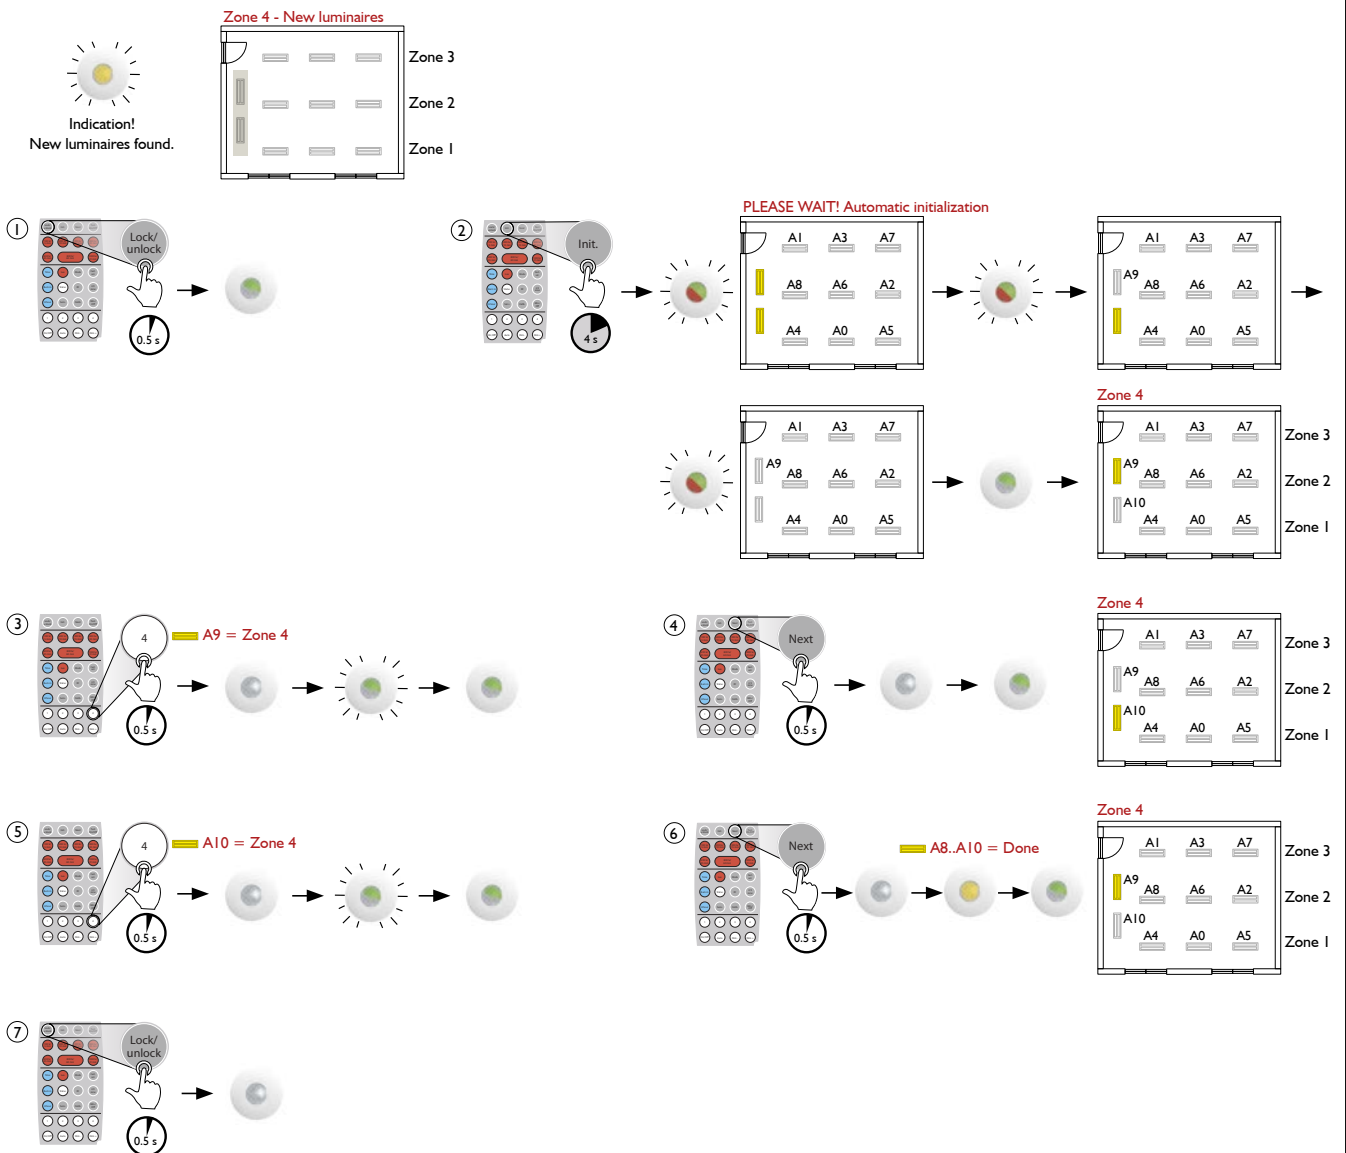 Zone 4 - New luminaires
Zone 3
Zone 2
Zone 1
Indication!
New luminaires found.
1
Lock/
unlock
0.5 s
2
Init.
4 s
PLEASE WAIT! Automatic initialization
A1 A3 A7
A8 A6 A2
A4 A0 A5
A1 A3 A7
A9
A8 A6 A2
A4 A0 A5
A1 A3 A7
A9
A8 A6 A2
A4 A0 A5
Zone 4
A1 A3 A7 Zone 3
A9
A8 A6 A2 Zone 2
A10
A4 A0 A5 Zone 1
3
4
0.5 s
A9 = Zone 4
4
Next
0.5 s
Zone 4
A1 A3 A7 Zone 3
A9
A8 A6 A2 Zone 2
A10
A4 A0 A5 Zone 1
5
4
0.5 s
A10 = Zone 4
6
Next
0.5 s
A8..A10 = Done
Zone 4
A1 A3 A7 Zone 3
A9
A8 A6 A2 Zone 2
A10
A4 A0 A5 Zone 1
7
Lock/
unlock
0.5 s